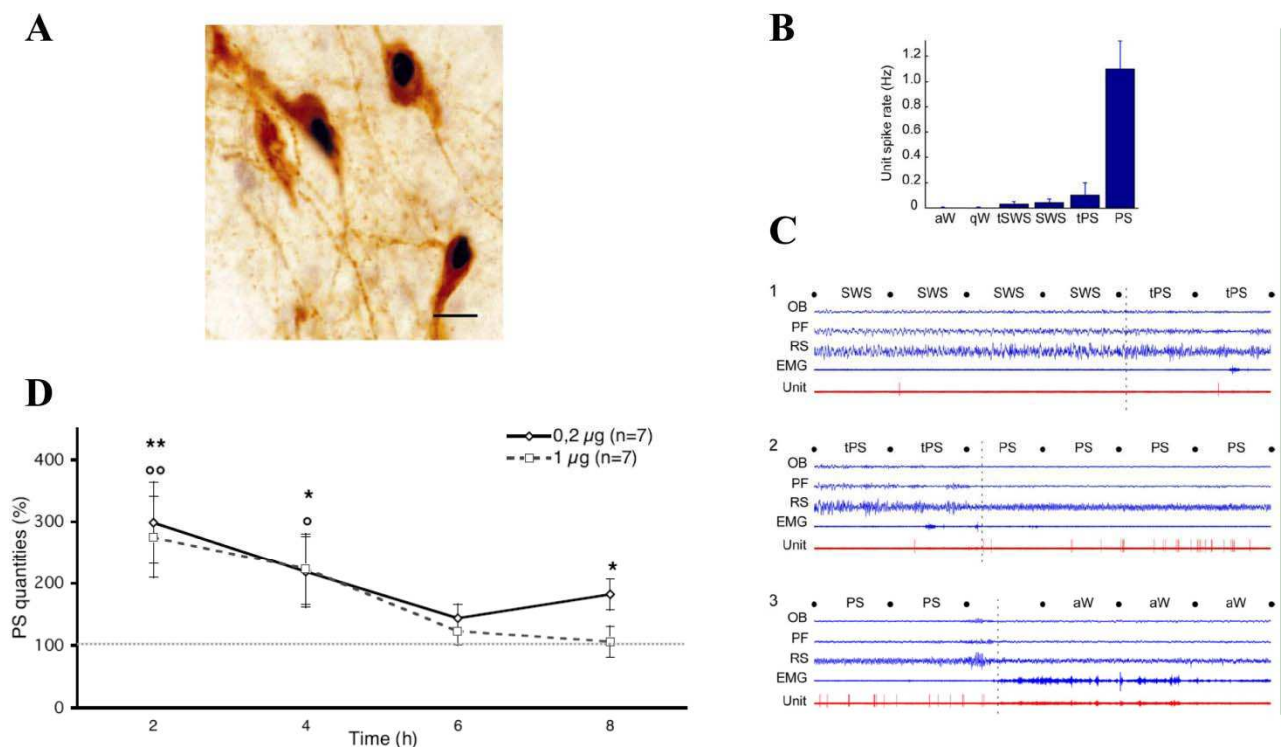 A
B
Unit spike rate (Hz)
1.2
1.0
0.8
0.6
0.4
0.2
0
aW qW tSWS SWS tPS PS
C
1
SWS SWS SWS SWS tPS tPS
OB
PF
RS
EMG
Unit
2
tPS tPS PS PS PS PS
OB
PF
RS
EMG
Unit
3
PS PS aW aW aW
OB
PF
RS
EMG
Unit
D
PS quantities (%)
400
300
200
100
0
** * *
0,2 µg (n=7)
1 µg (n=7)
2 4 6 8
Time (h)